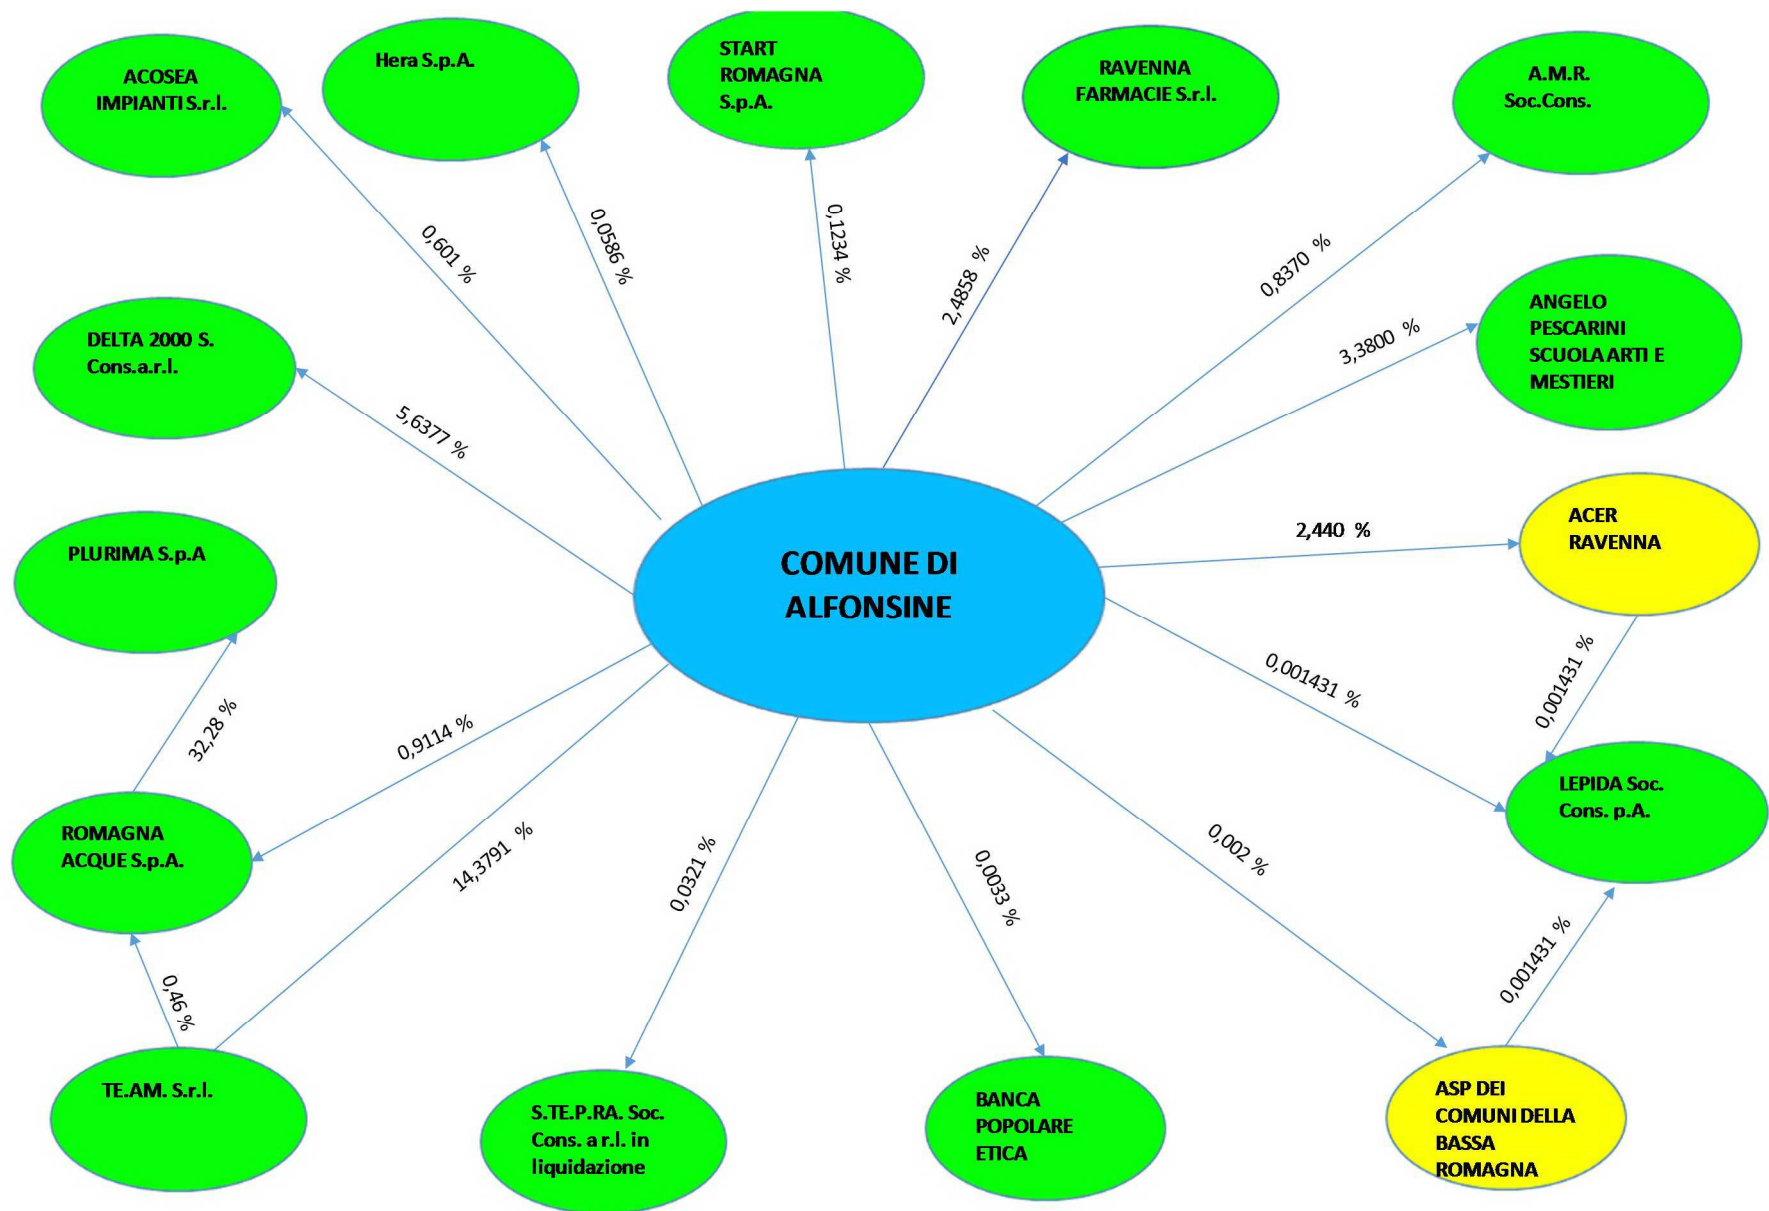 ACOSEA
IMPIANTI S.r.l.
Hera S.p.A.
START
ROMAGNA
S.p.A.
RAVENNA
FARMACIE S.r.l.
A.M.R.
Soc.Cons.
0,601 %
0,0586 %
0,1234 %
2,4858 %
0,8370 %
DELTA 2000 S.
Cons.a.r.l.
5,6377 %
3,3800 %
ANGELO
PESCARINI
SCUOLA ARTI E
MESTIERI
PLURIMA S.p.A
COMUNE DI
ALFONSINE
2,440 %
ACER
RAVENNA
32,28 %
0,9114 %
0,001431 %
0,001431 %
ROMAGNA
ACQUE S.p.A.
14,3791 %
0,0321 %
0,0033 %
0,002 %
LEPIDA Soc.
Cons. p.A.
0,46 %
0,001431 %
TE.AM. S.r.l.
S.TE.P.RA. Soc.
Cons. a r.l. in
liquidazione
BANCA
POPOLARE
ETICA
ASP DEI
COMUNI DELLA
BASSA
ROMAGNA